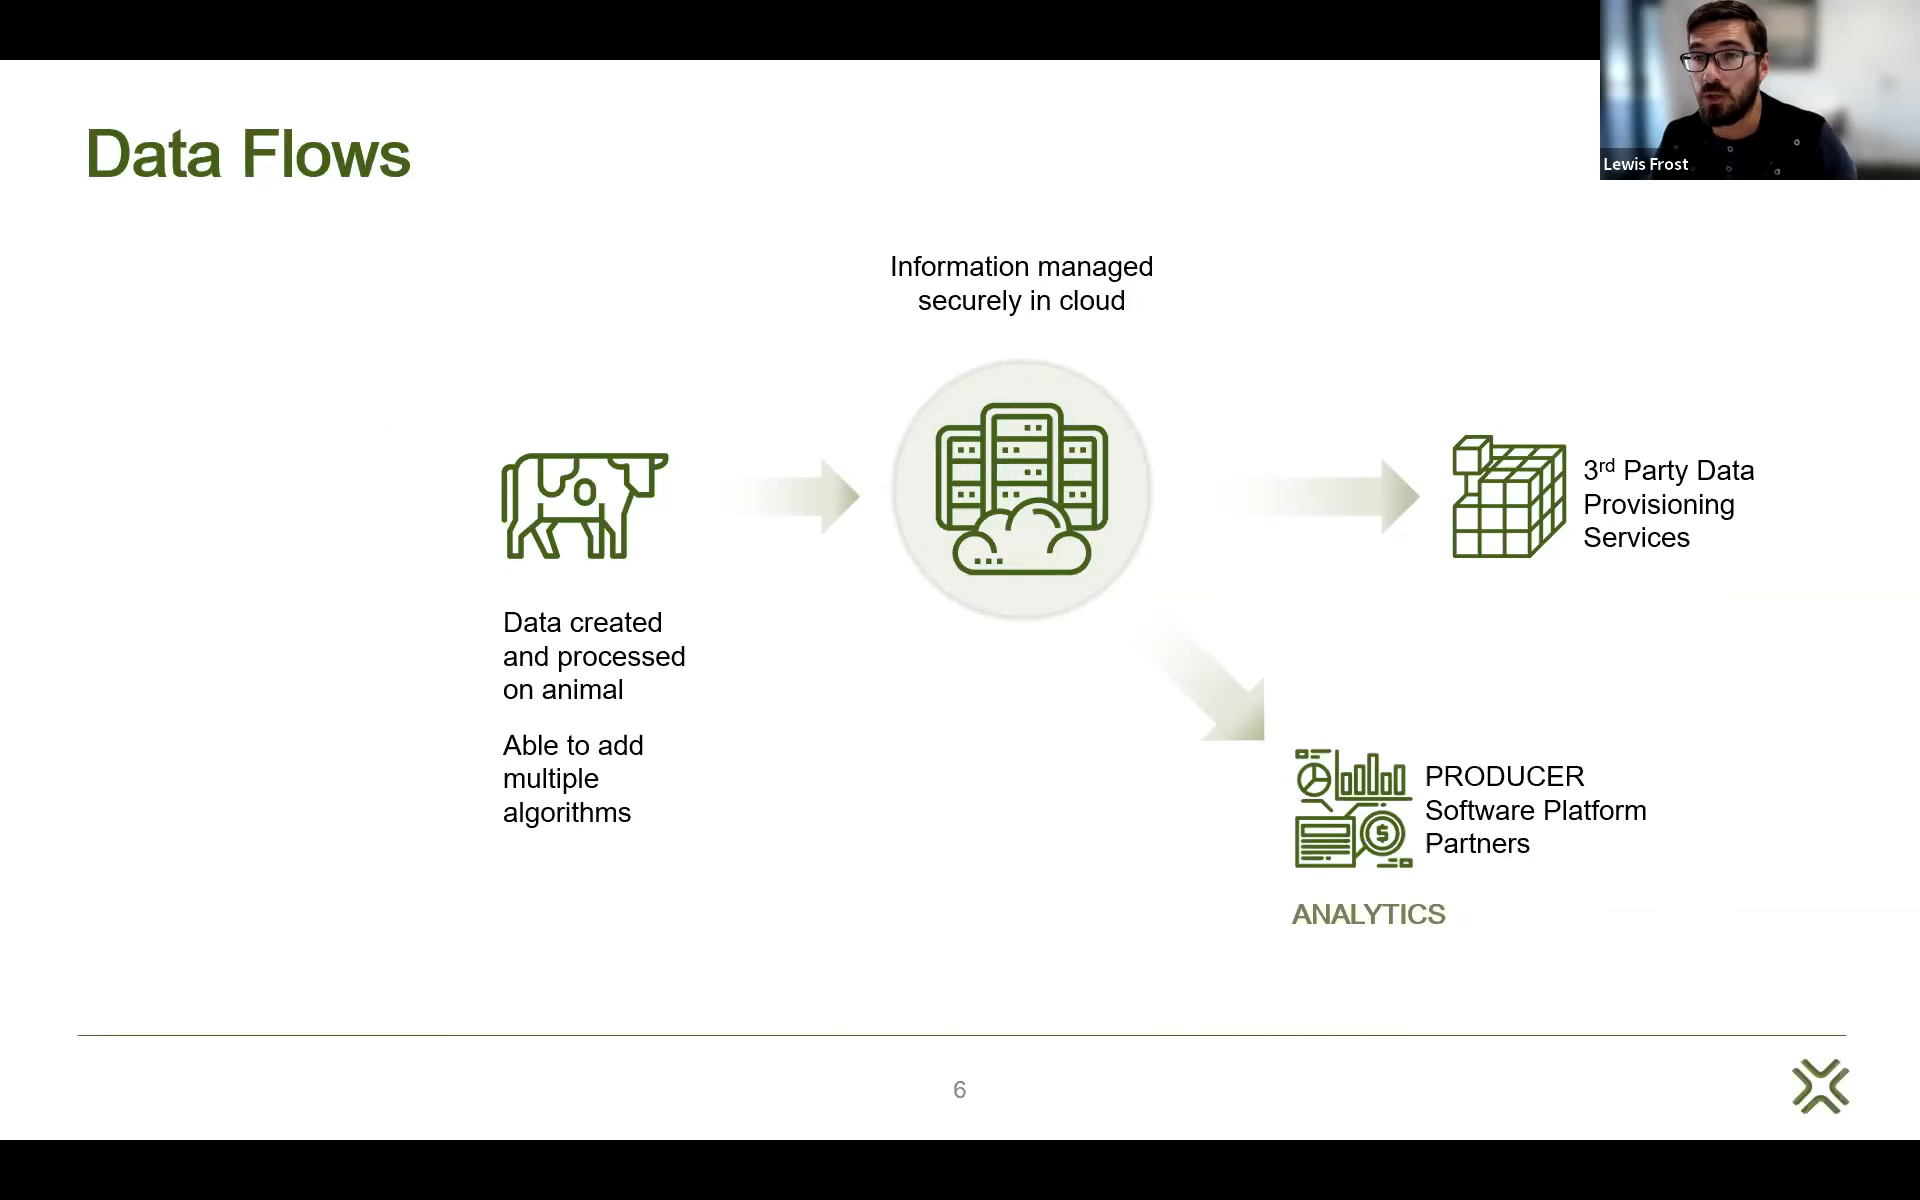 Lewis Frost
Data Flows
Information managed
securely in cloud
Data created
and processed
on animal
Able to add
multiple
algorithms
3rd Party Data
Provisioning
Services
PRODUCER
Software Platform
Partners
ANALYTICS
6